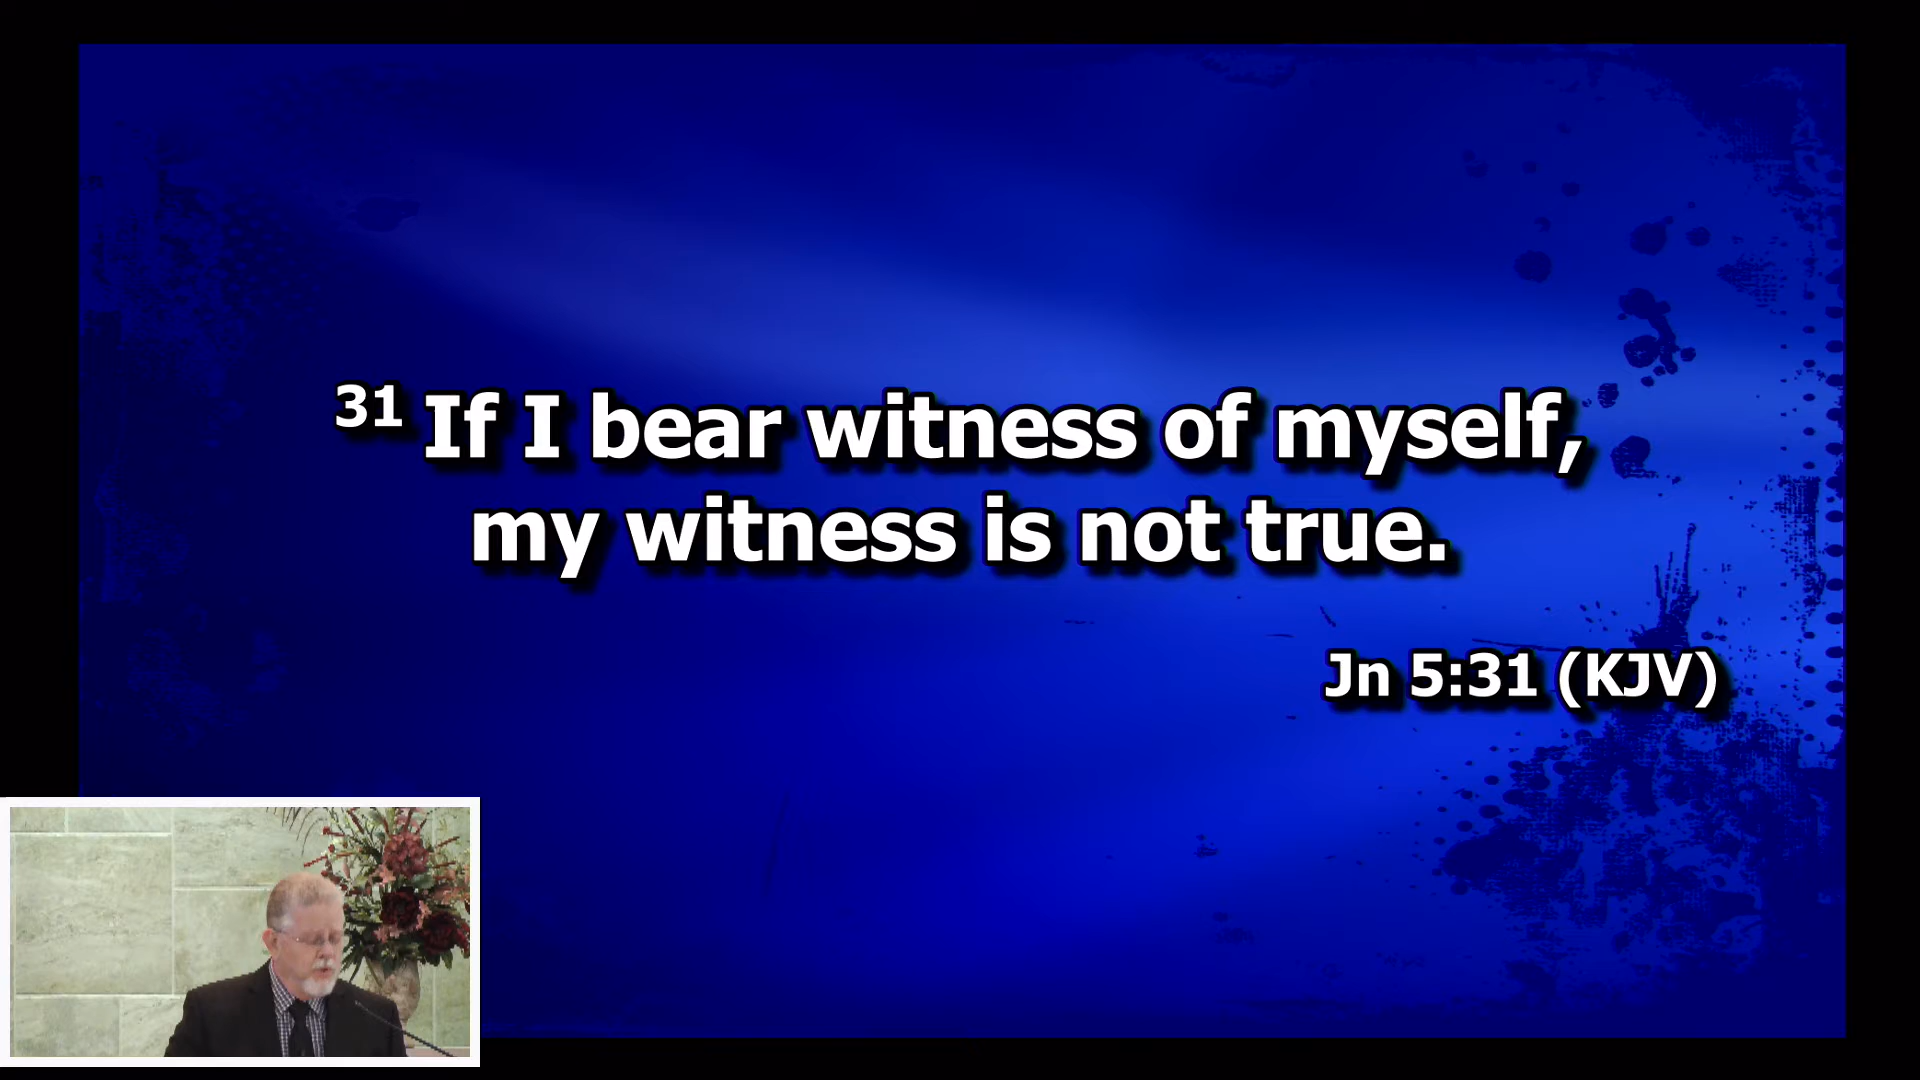 31 If I bear witness of myself,
my witness is not true.
Jn 5:31 (KJV)